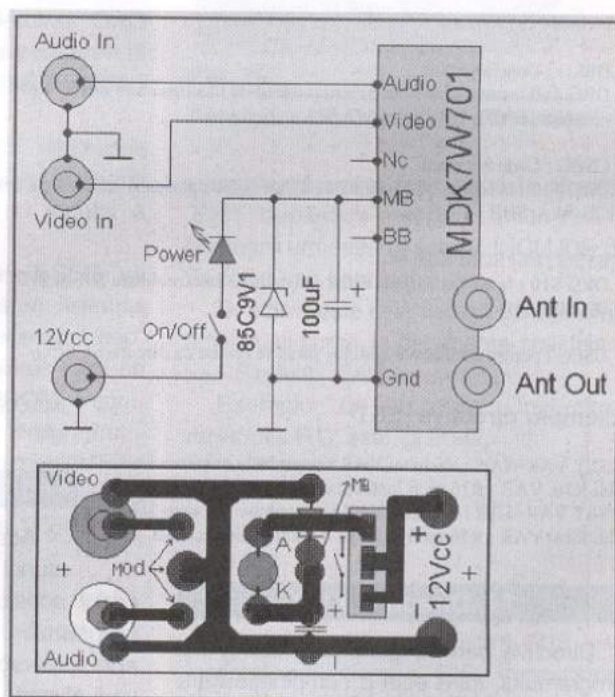 Audio In
Audio
Video
Video In
Nc
MB
BB
MDK7W701
Power
On/Off
85C9V1
100uF
+
12Vcc
Gnd
Ant In
Ant Out
Video
MB
A
+
Mod
+
12Vcc
+
K
+
-
Audio